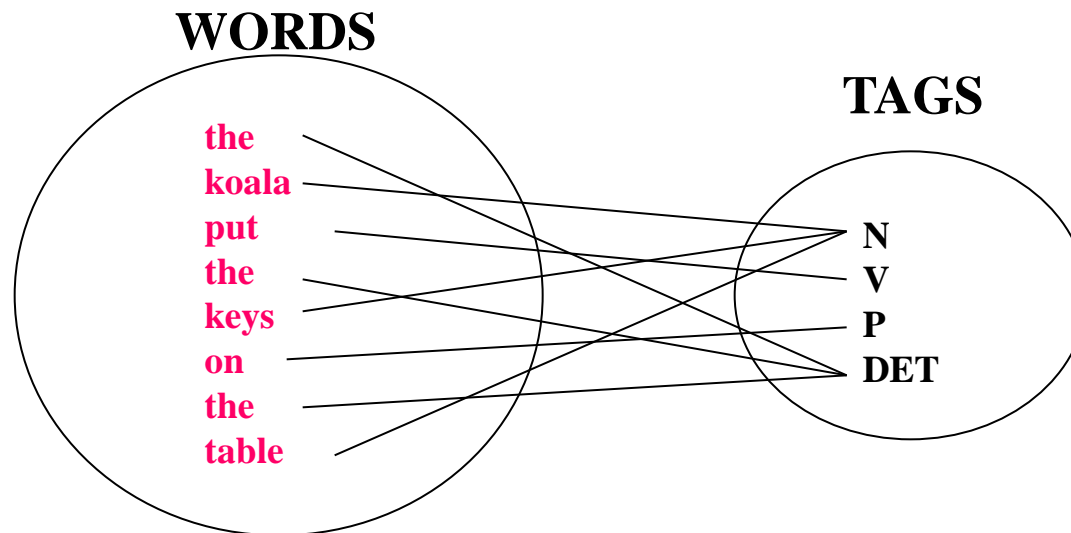 WORDS
the
koala
put
the
keys
on
the
table
TAGS
N
V
P
DET